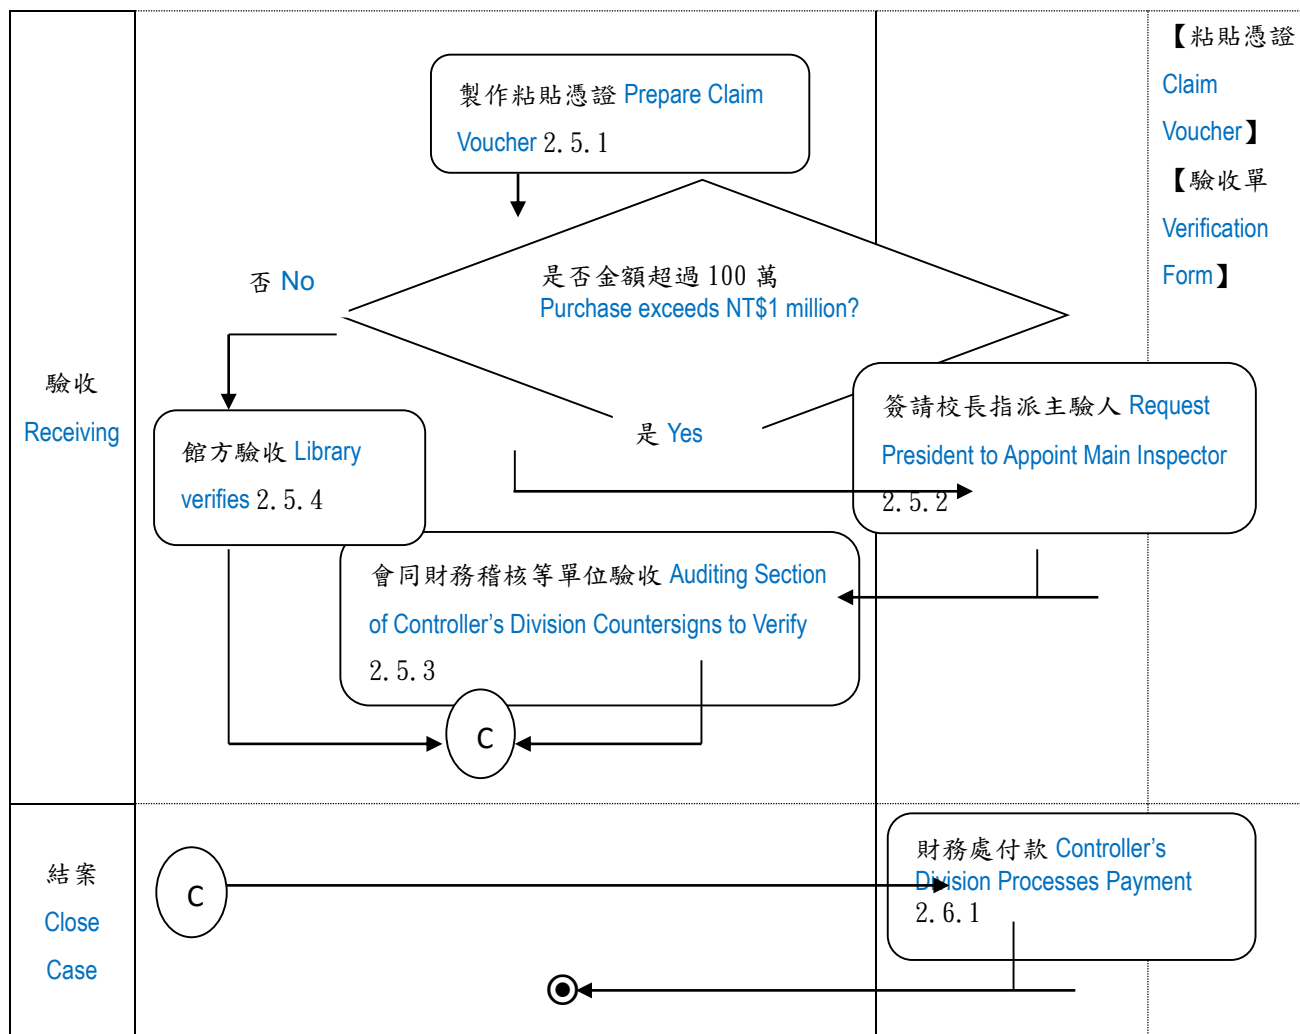 驗收
Receiving
製作粘貼憑證 Prepare Claim
Voucher 2.5.1
是否金額超過 100 萬
Purchase exceeds NT$1 million?
否 No
是 Yes
簽請校長指派主驗人 Request
President to Appoint Main Inspector
2.5.2
館方驗收 Library
verifies 2.5.4
會同財務稽核等單位驗收 Auditing Section
of Controller’s Division Countersigns to Verify
2.5.3
C
【粘貼憑證
Claim
Voucher】
【驗收單
Verification
Form】
結案
Close
Case
C
財務處付款 Controller’s
Division Processes Payment
2.6.1